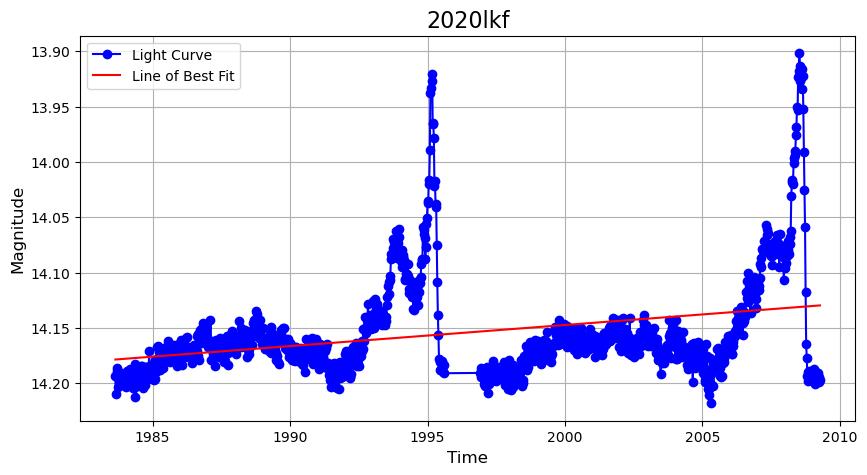 2020lkf
Light Curve
Line of Best Fit
Magnitude
13.90
13.95
14.00
14.05
14.10
14.15
14.20
1985
1990
1995
2000
2005
2010
Time